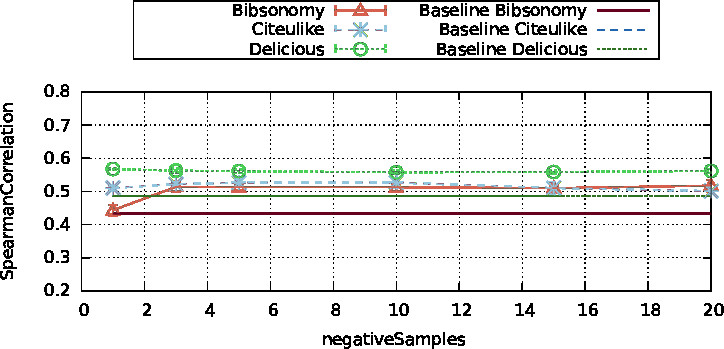 Bibsonomy Baseline Bibsonomy
Citeulike Baseline Citeulike
Delicious Baseline Delicious
SpearmanCorrelation
0.8
0.7
0.6
0.5
0.4
0.3
0.2
0 2 4 6 8 10 12 14 16 18 20
negativeSamples